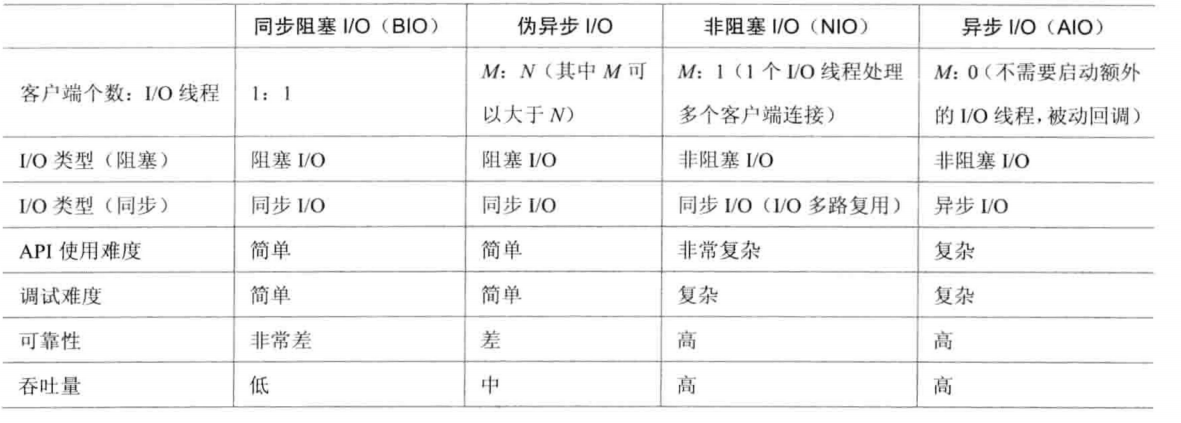 同步阻塞 I/O（BIO） 伪异步 I/O 非阻塞 I/O（NIO） 异步 I/O（AIO）
客户端个数：I/O 线程 1：1 M：N（其中 M 可以大于 N） M：1（1 个 I/O 线程处理多个客户端连接） M：0（不需要启动额外的 I/O 线程，被动回调）
I/O 类型（阻塞） 阻塞 I/O 阻塞 I/O 非阻塞 I/O 非阻塞 I/O
I/O 类型（同步） 同步 I/O 同步 I/O 同步 I/O（I/O 多路复用） 异步 I/O
API 使用难度 简单 简单 非常复杂 复杂
调试难度 简单 简单 复杂 复杂
可靠性 非常差 差 高 高
吞吐量 低 中 高 高